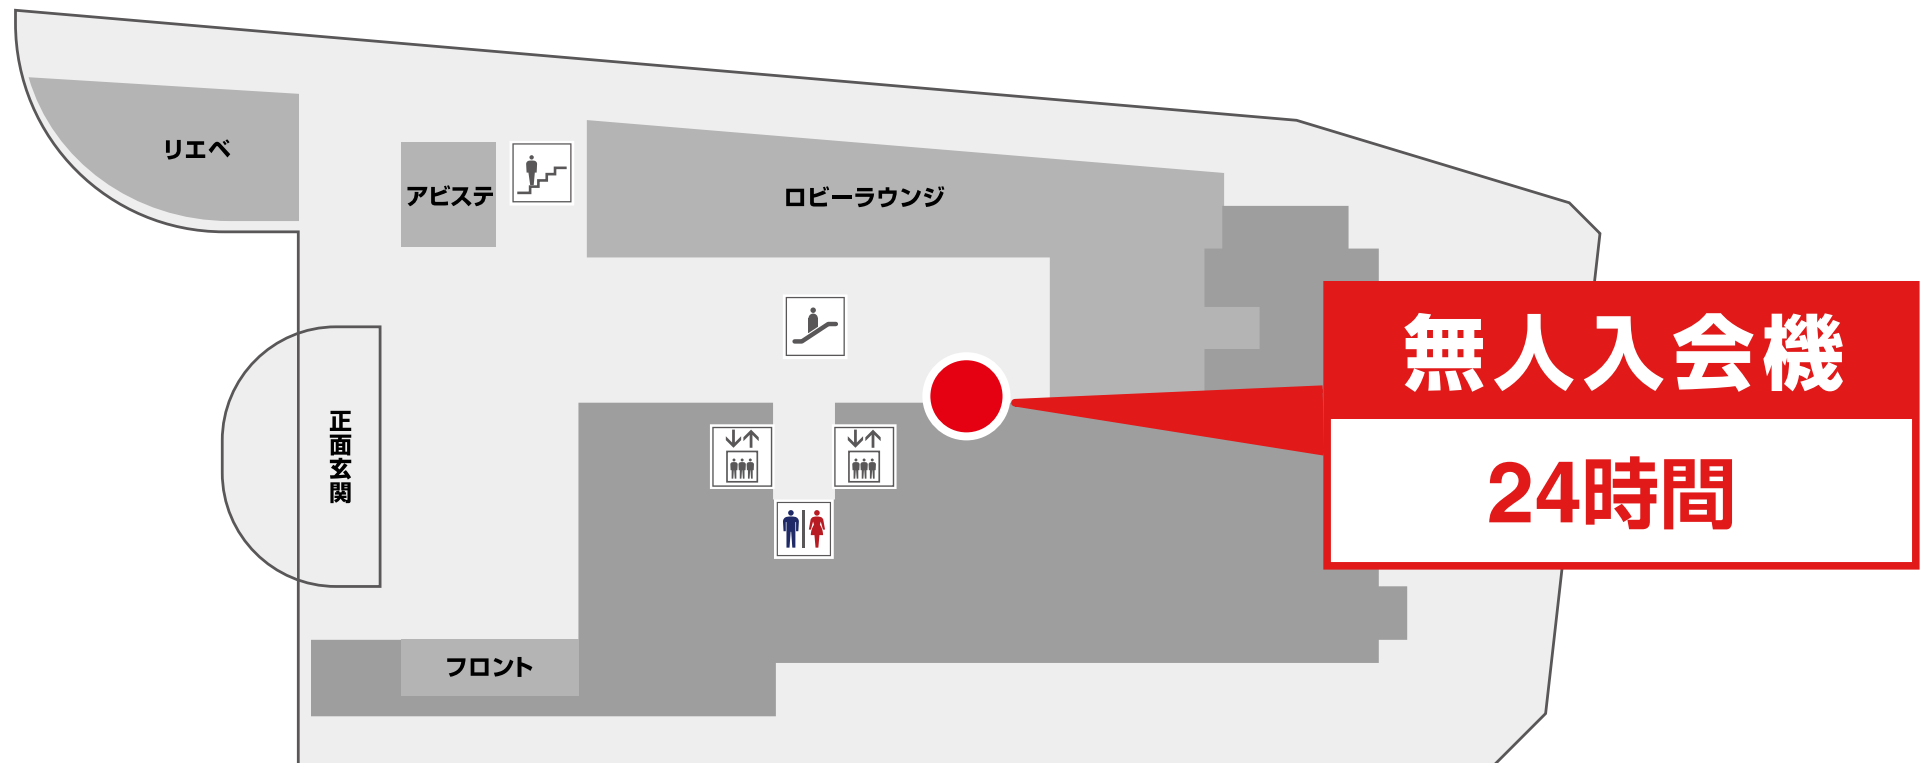 リエベ
アビステ
ロビーラウンジ
無人入会機
24時間
正面玄関
フロント